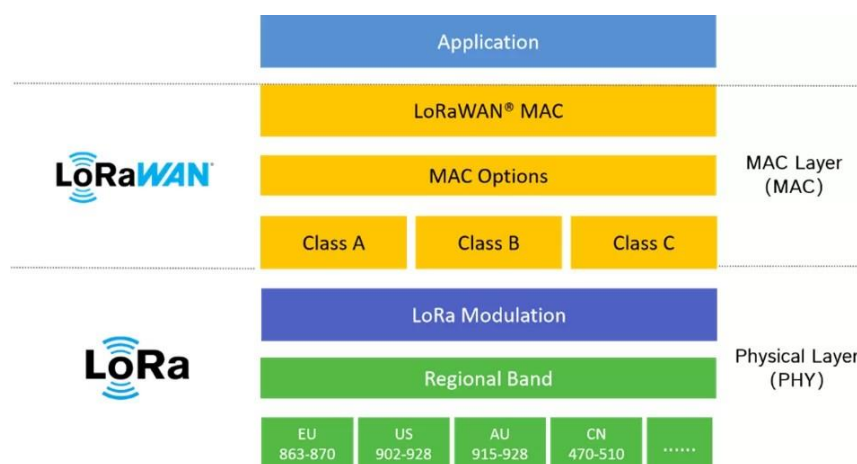 Application
LoRaWAN® MAC
LoRaWAN
MAC Options
MAC Layer
(MAC)
Class A
Class B
Class C
LoRa Modulation
LoRa
Regional Band
Physical Layer
(PHY)
EU
863-870
US
902-928
AU
915-928
CN
470-510
......